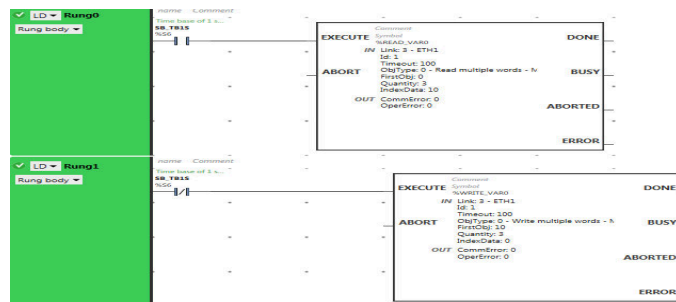 LD Rung0
Rung body
name Comment
Time base of 1 s...
SB_TB1S
%S6
Comment
Symbol
%READ_VAR0
EXECUTE
DONE
IN Link: 3 - ETH1
Id: 1
Timeout: 100
ABORT
ObjType: 0 - Read multiple words - M
BUSY
FirstObj: 0
Quantity: 3
IndexData: 10
OUT CommError: 0
OperError: 0
ABORTED
ERROR
LD Rung1
Rung body
name Comment
Time base of 1 s...
SB_TB1S
%S6
Comment
Symbol
%WRITE_VAR0
EXECUTE
DONE
IN Link: 3 - ETH1
Id: 1
Timeout: 100
ABORT
ObjType: 0 - Write multiple words - M
BUSY
FirstObj: 10
Quantity: 3
IndexData: 0
OUT CommError: 0
OperError: 0
ABORTED
ERROR